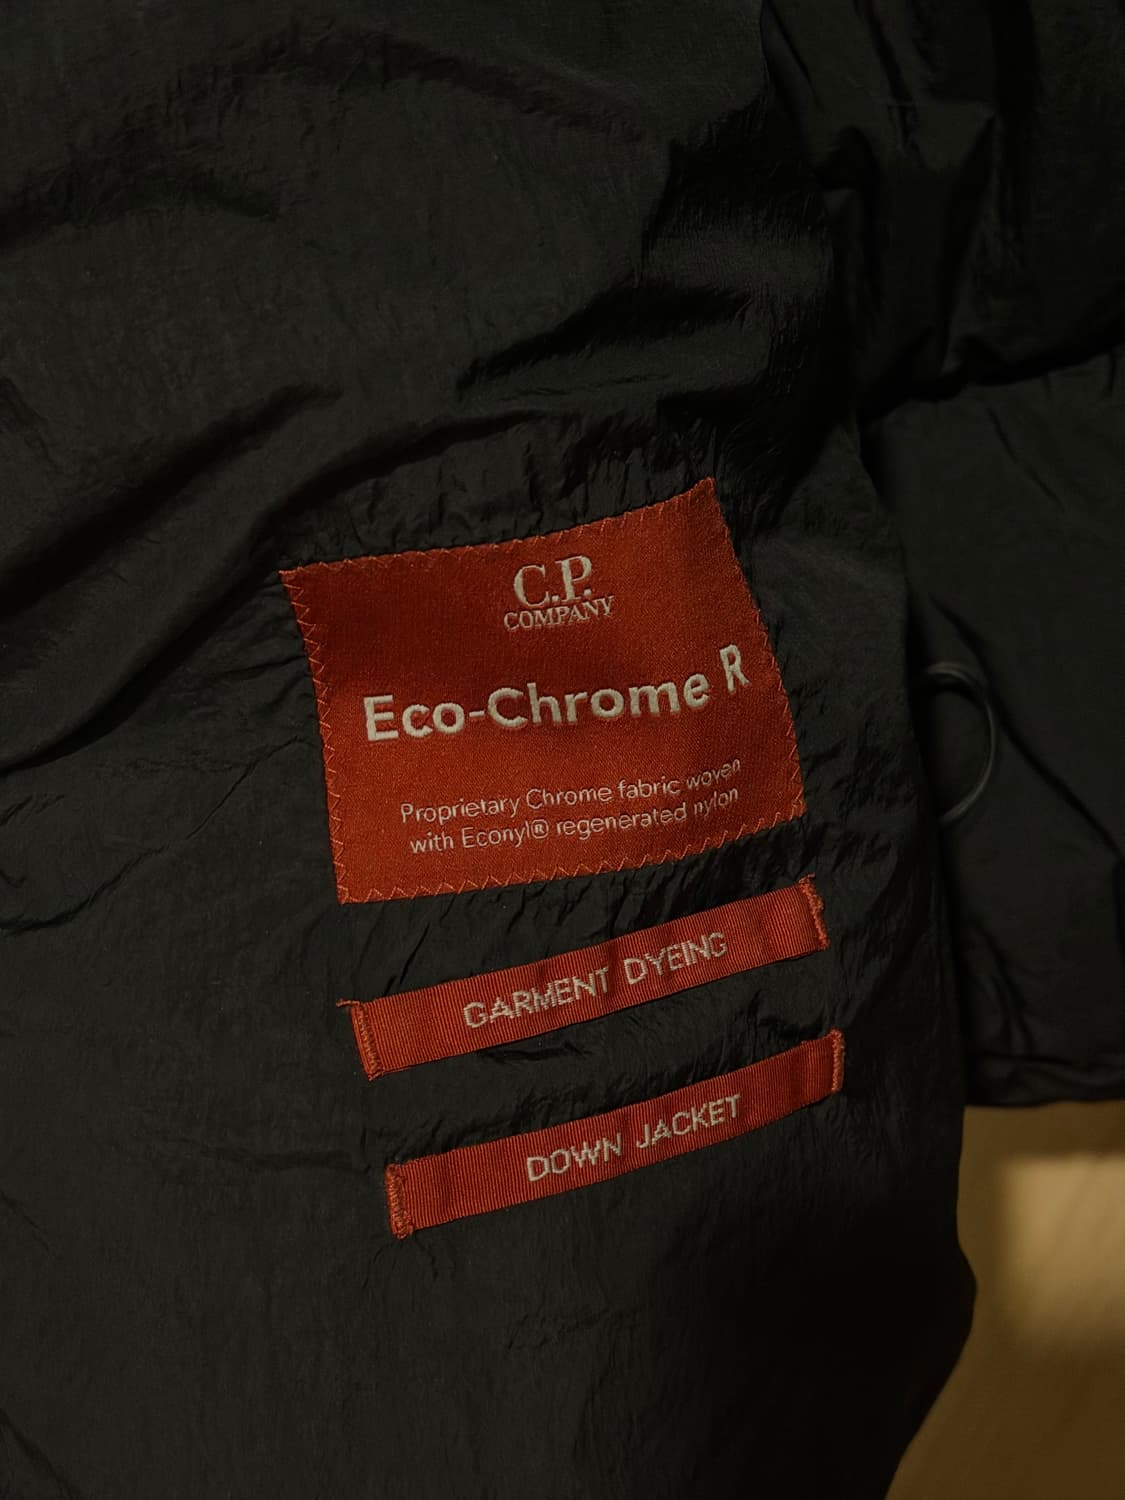 C.P.
COMPANY
Eco-Chrome R
Proprietary Chrome fabric woven
with Econyl® regenerated nylon
GARMENT DYEING
DOWN JACKET